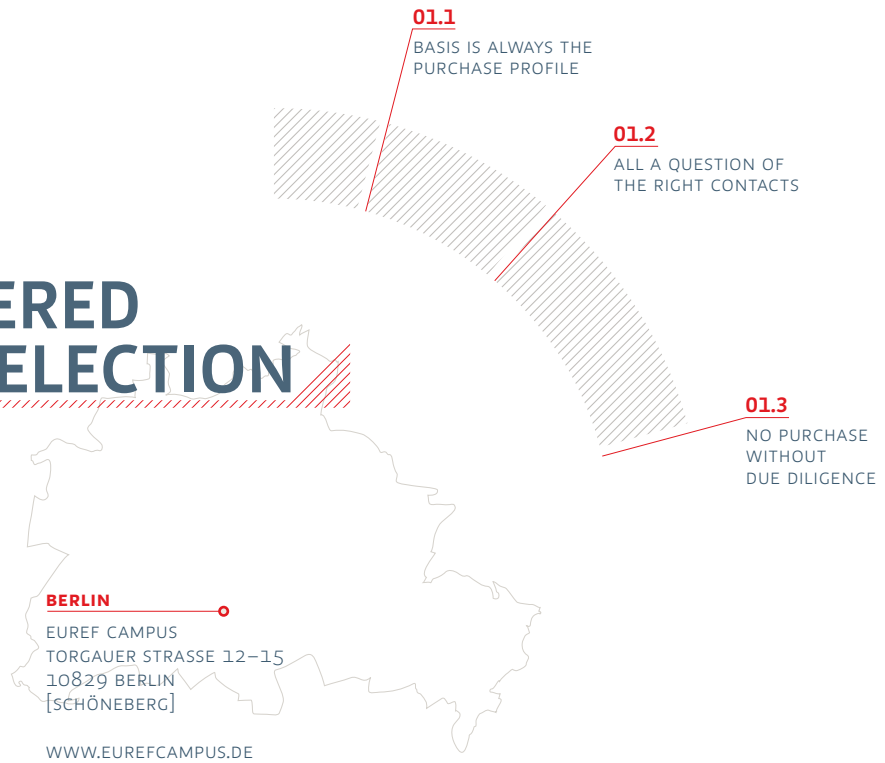 01.1
BASIS IS ALWAYS THE
PURCHASE PROFILE
01.2
ALL A QUESTION OF
THE RIGHT CONTACTS
ERED
ELECTION
01.3
NO PURCHASE
WITHOUT
DUE DILIGENCE
BERLIN
EUREF CAMPUS
TORGAUER STRASSE 12–15
10829 BERLIN
[SCHÖNEBERG]
WWW.EUREFCAMPUS.DE